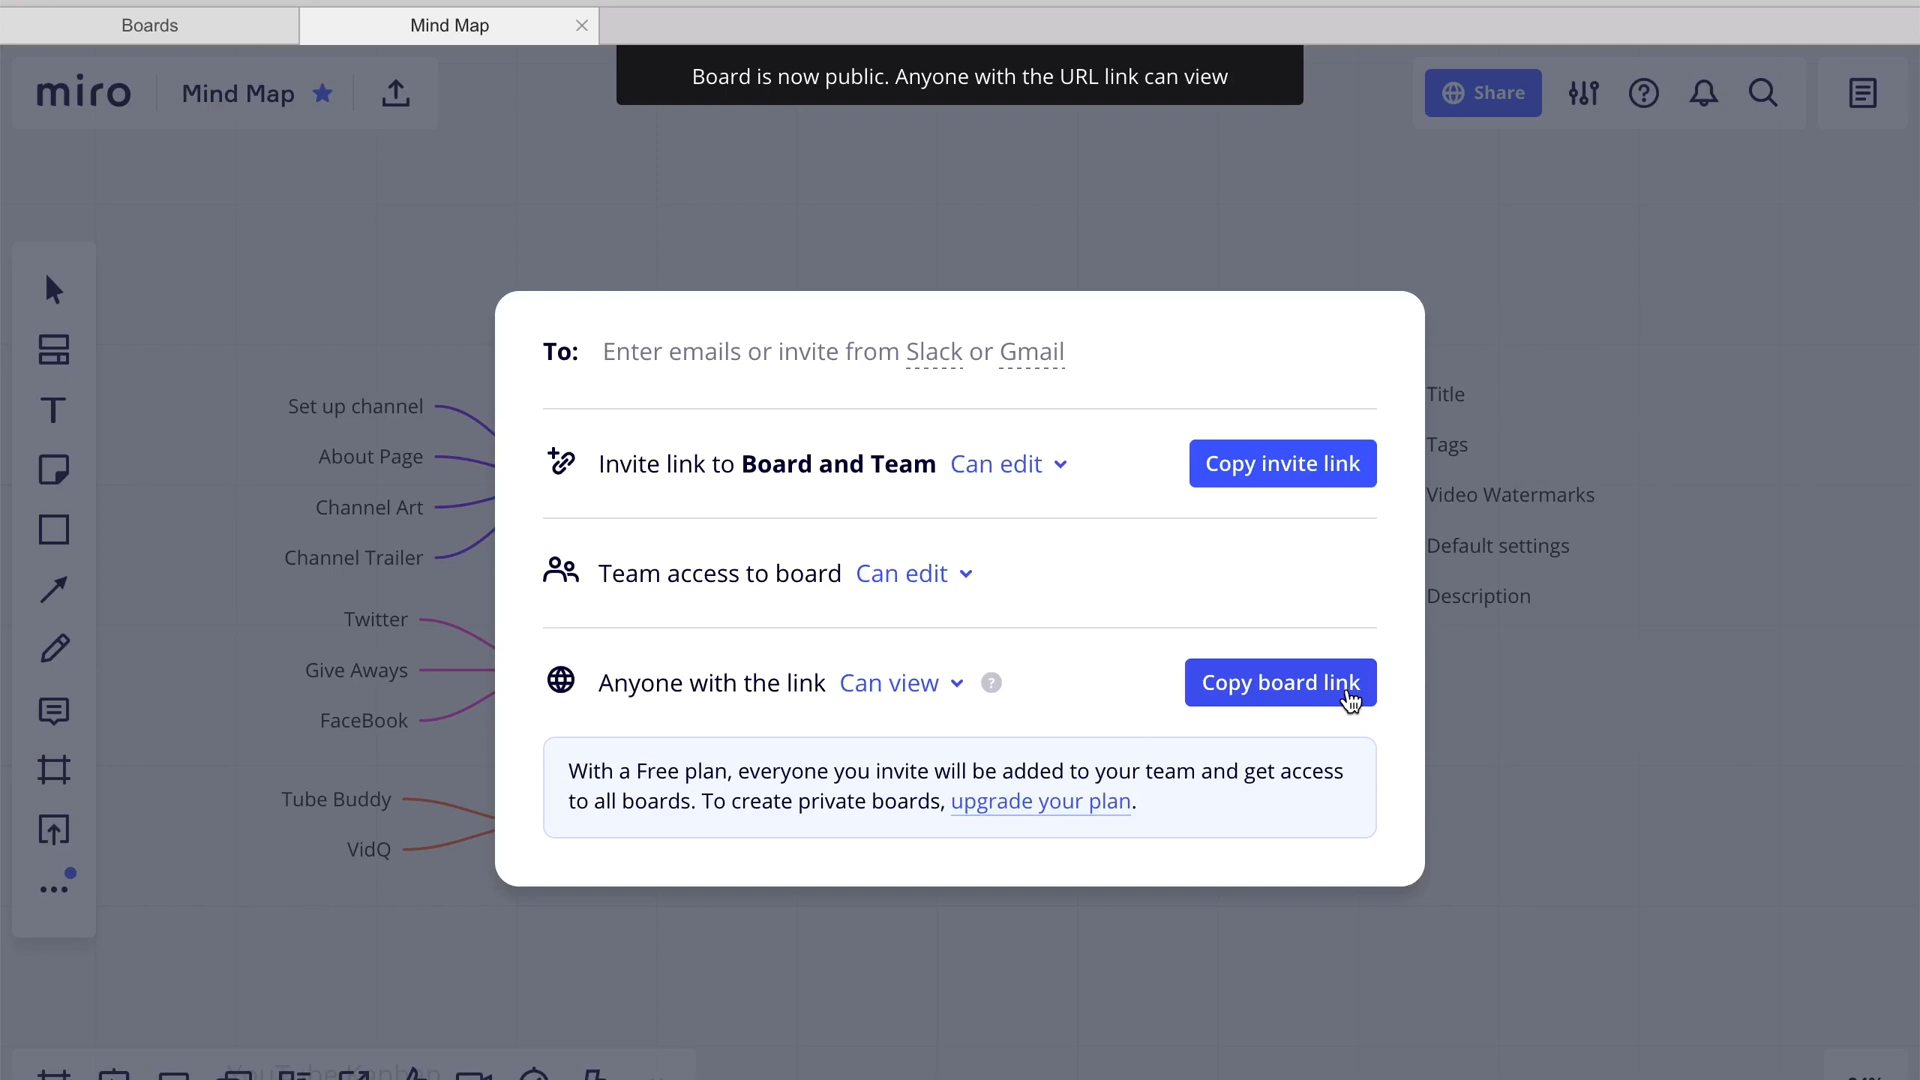 Boards
Mind Map
miro
Mind Map
Board is now public. Anyone with the URL link can view
Share
To: Enter emails or invite from Slack or Gmail
Invite link to Board and Team Can edit
Copy invite link
Team access to board Can edit
Anyone with the link Can view
?
Copy board link
With a Free plan, everyone you invite will be added to your team and get access
to all boards. To create private boards, upgrade your plan.
Set up channel
About Page
Channel Art
Channel Trailer
Twitter
Give Aways
FaceBook
Tube Buddy
VidQ
Title
Tags
Video Watermarks
Default settings
Description
YouTube Kanban